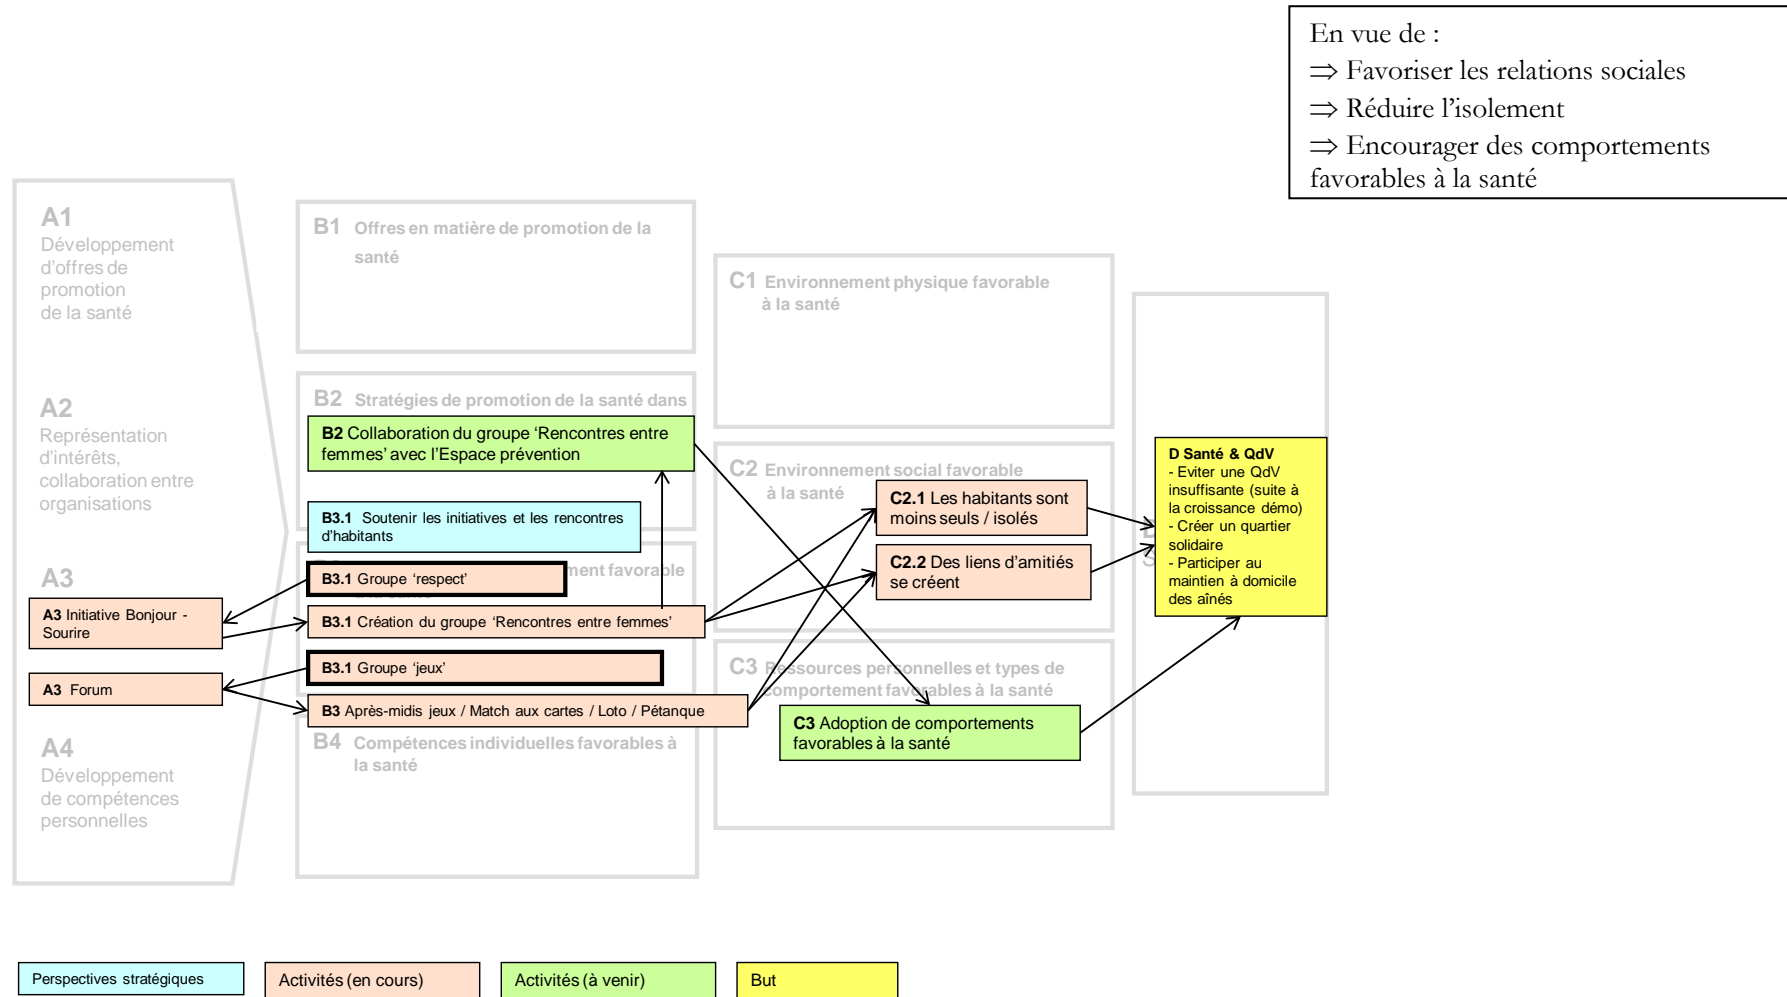 En vue de :
⇒ Favoriser les relations sociales
⇒ Réduire l'isolement
⇒ Encourager des comportements
favorables à la santé
A1
Développement
d'offres de
promotion
de la santé
A2
Représentation
d'intérêts,
collaboration entre
organisations
A3
A3 Initiative Bonjour -
Sourire
A3 Forum
A4
Développement
de compétences
personnelles
B1 Offres en matière de promotion de la
santé
B2 Stratégies de promotion de la santé dans
B2 Collaboration du groupe ‘Rencontres entre
femmes’ avec l’Espace prévention
B3.1 Soutenir les initiatives et les rencontres
d’habitants
ment favorable
B3.1 Groupe ‘respect’
B3.1 Création du groupe ‘Rencontres entre femmes’
B3.1 Groupe ‘jeux’
B3 Après-midis jeux / Match aux cartes / Loto / Pétanque
B4 Compétences individuelles favorables à
la santé
C1 Environnement physique favorable
à la santé
C2 Environnement social favorable
à la santé
C2.1 Les habitants sont
moins seuls / isolés
C2.2 Des liens d’amitiés
se créent
C3 Ressources personnelles et types de
comportement favorables à la santé
C3 Adoption de comportements
favorables à la santé
D Santé & QdV
- Eviter une QdV
insuffisante (suite à
la croissance démo)
- Créer un quartier
solidaire
- Participer au
maintien à domicile
des aînés
Perspectives stratégiques
Activités (en cours)
Activités (à venir)
But